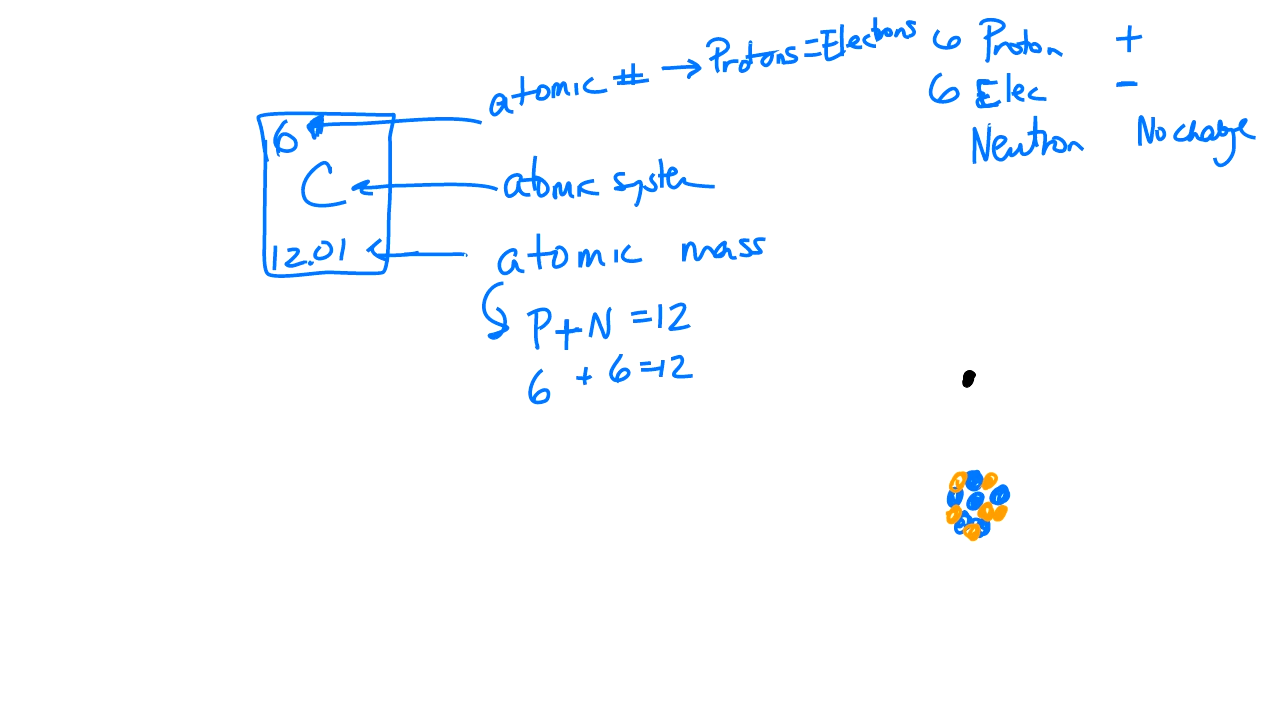 atomic # → Protons = Electrons
6 Proton +
6 Elec -
Neutron No charge
6
C
12.01
atomic system
atomic mass
P + N = 12
6 + 6 = 12